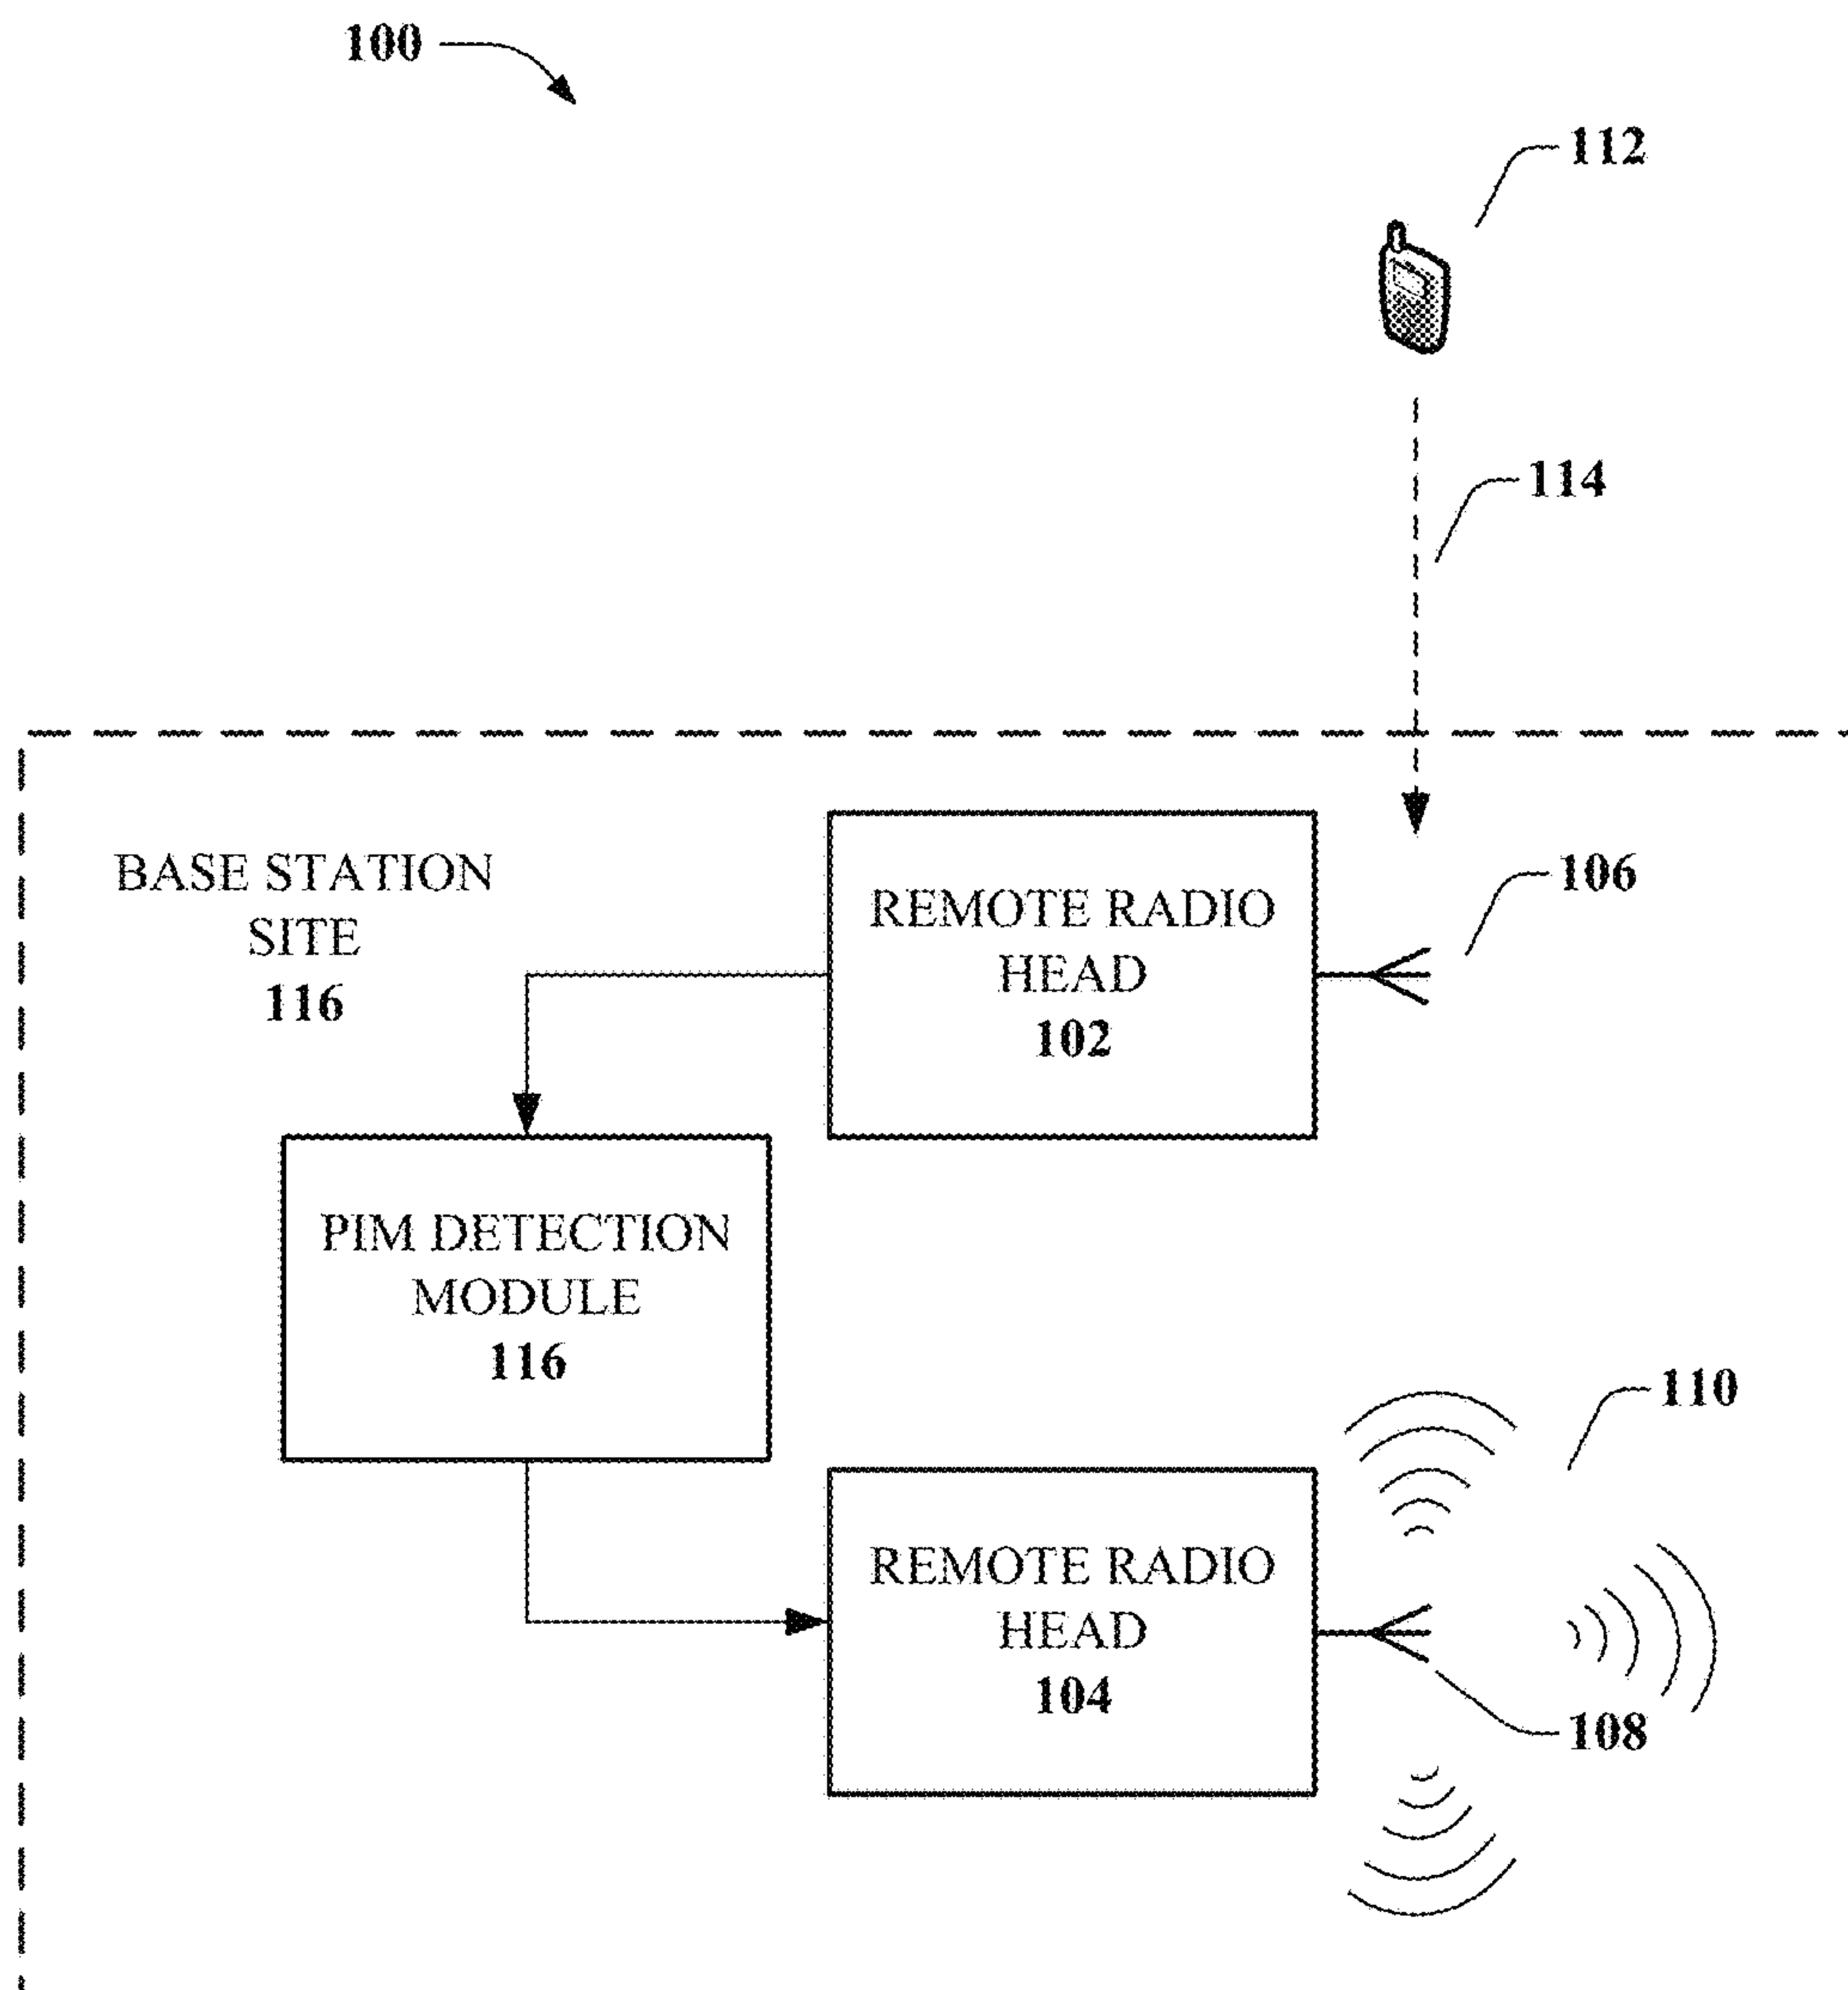 100
112
114
BASE STATION
SITE
116
REMOTE RADIO
HEAD
102
106
PIM DETECTION
MODULE
116
110
REMOTE RADIO
HEAD
104
108